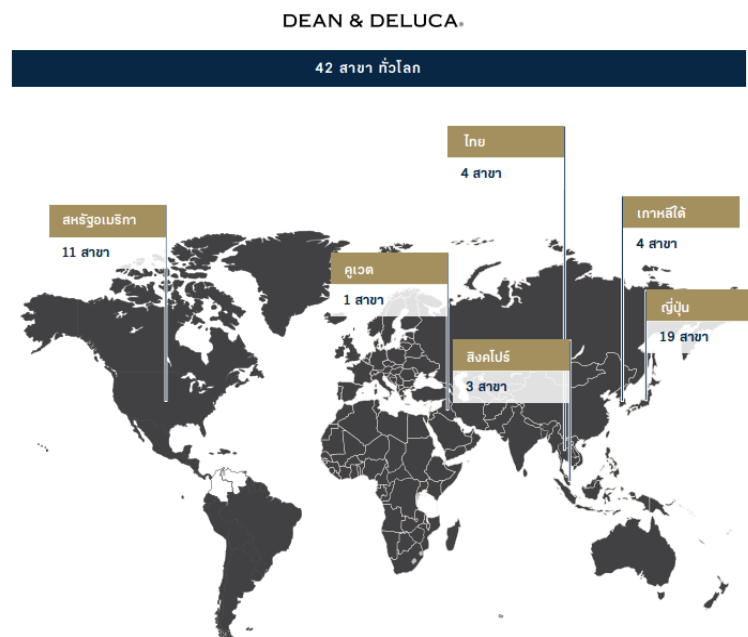 DEAN & DELUCA®
42 สาขา ทั่วโลก
ไทย
4 สาขา
สหรัฐอเมริกา
11 สาขา
เกาหลีใต้
4 สาขา
คูเวต
1 สาขา
ญี่ปุ่น
19 สาขา
สิงคโปร์
3 สาขา